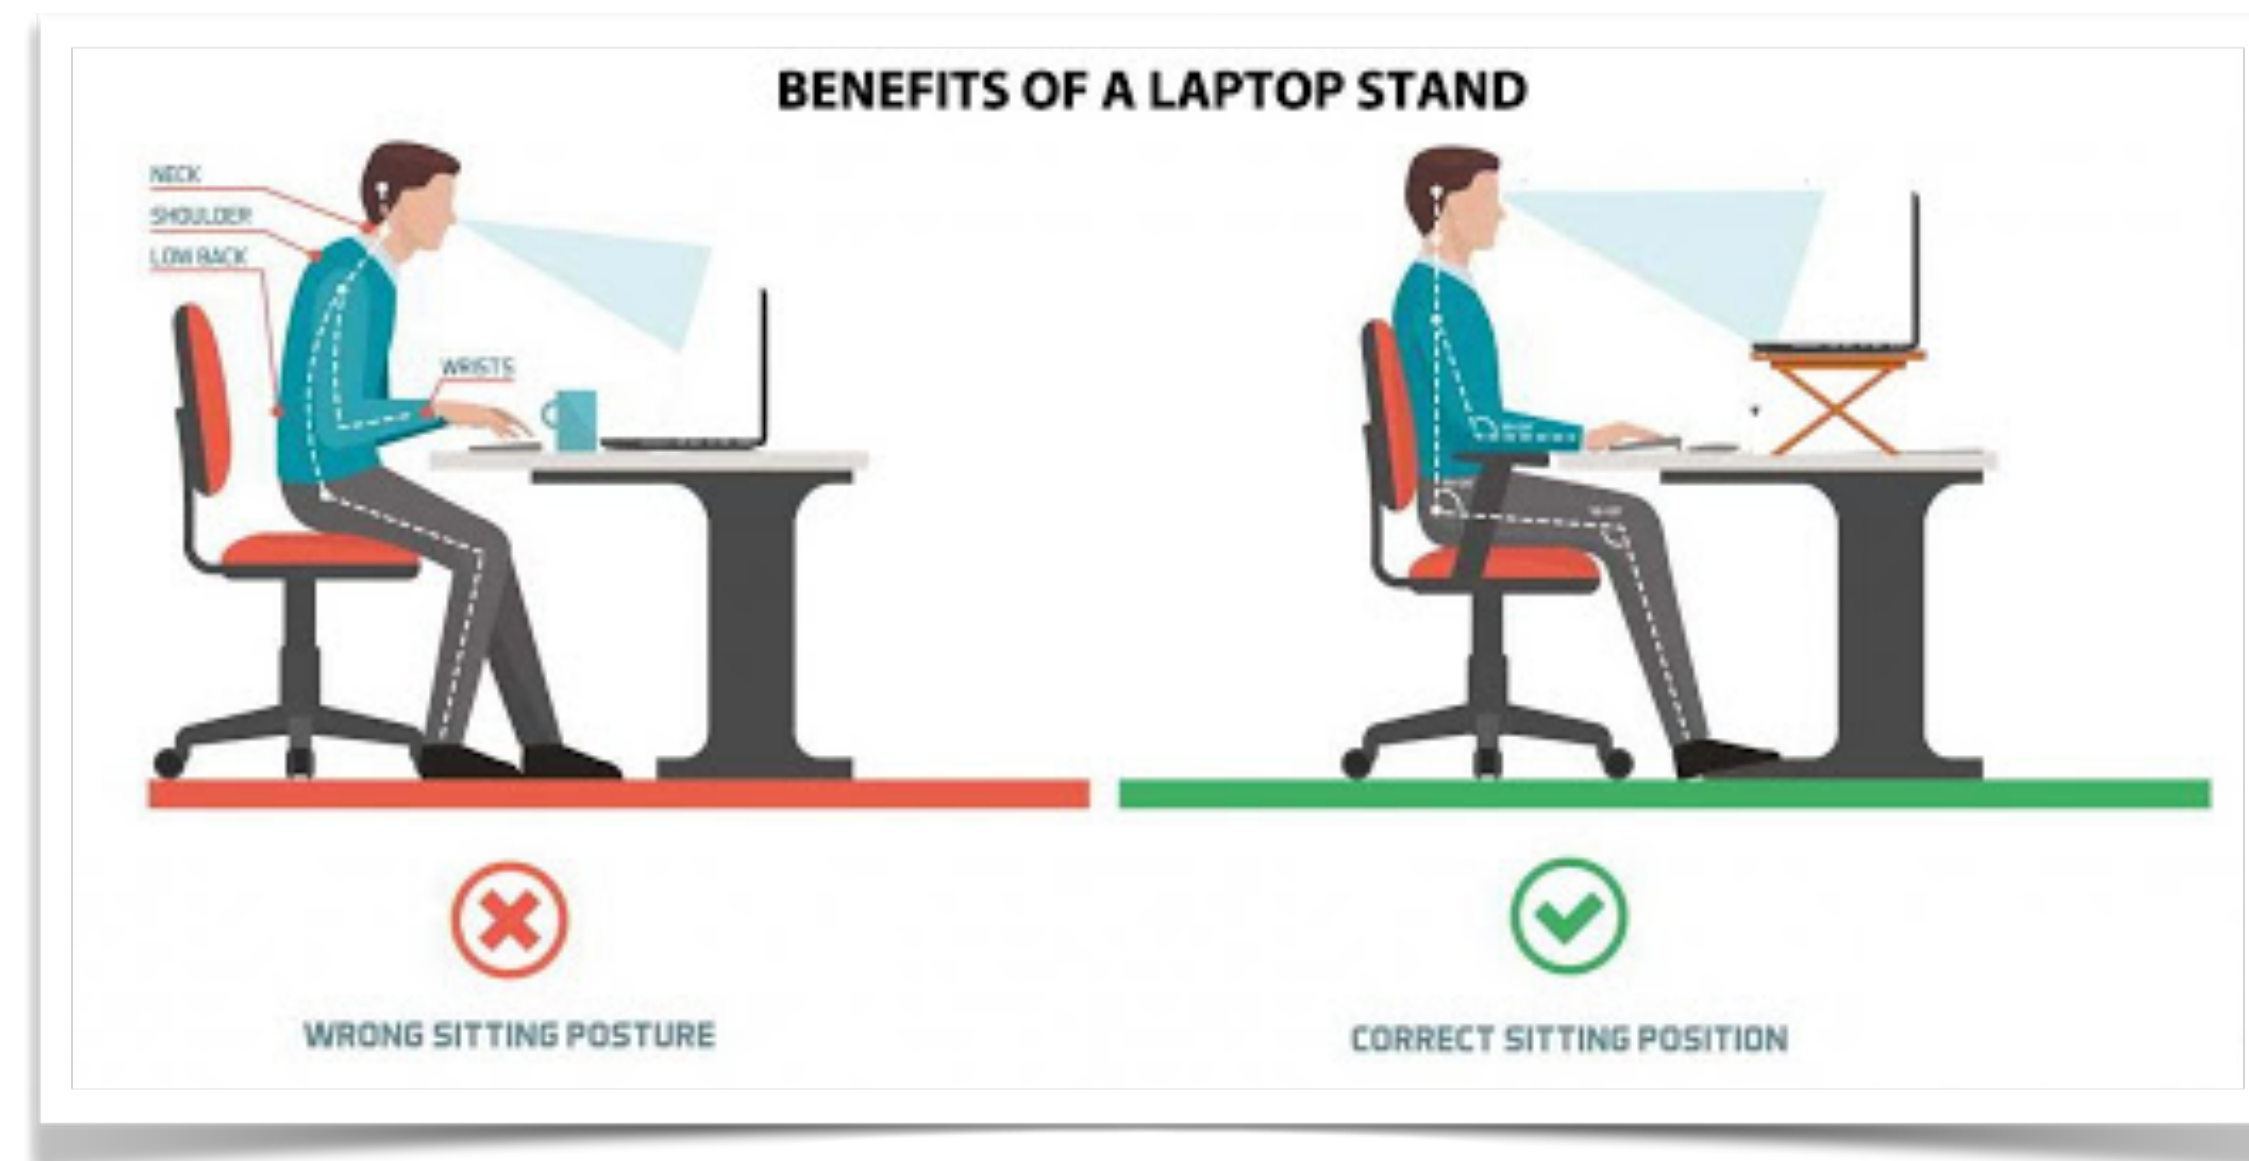 BENEFITS OF A LAPTOP STAND
NECK
SHOULDER
LOW BACK
WRISTS
WRONG SITTING POSTURE
CORRECT SITTING POSITION